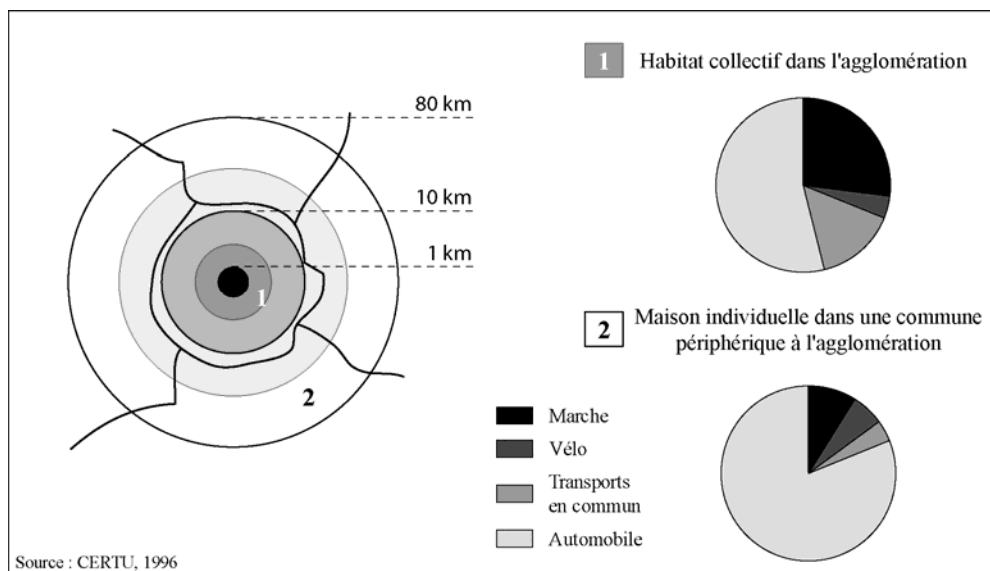 80 km
10 km
1 km
1
2
Source : CERTU, 1996
1 Habitat collectif dans l'agglomération
2 Maison individuelle dans une commune
périphérique à l'agglomération
Marche
Vélo
Transports
en commun
Automobile